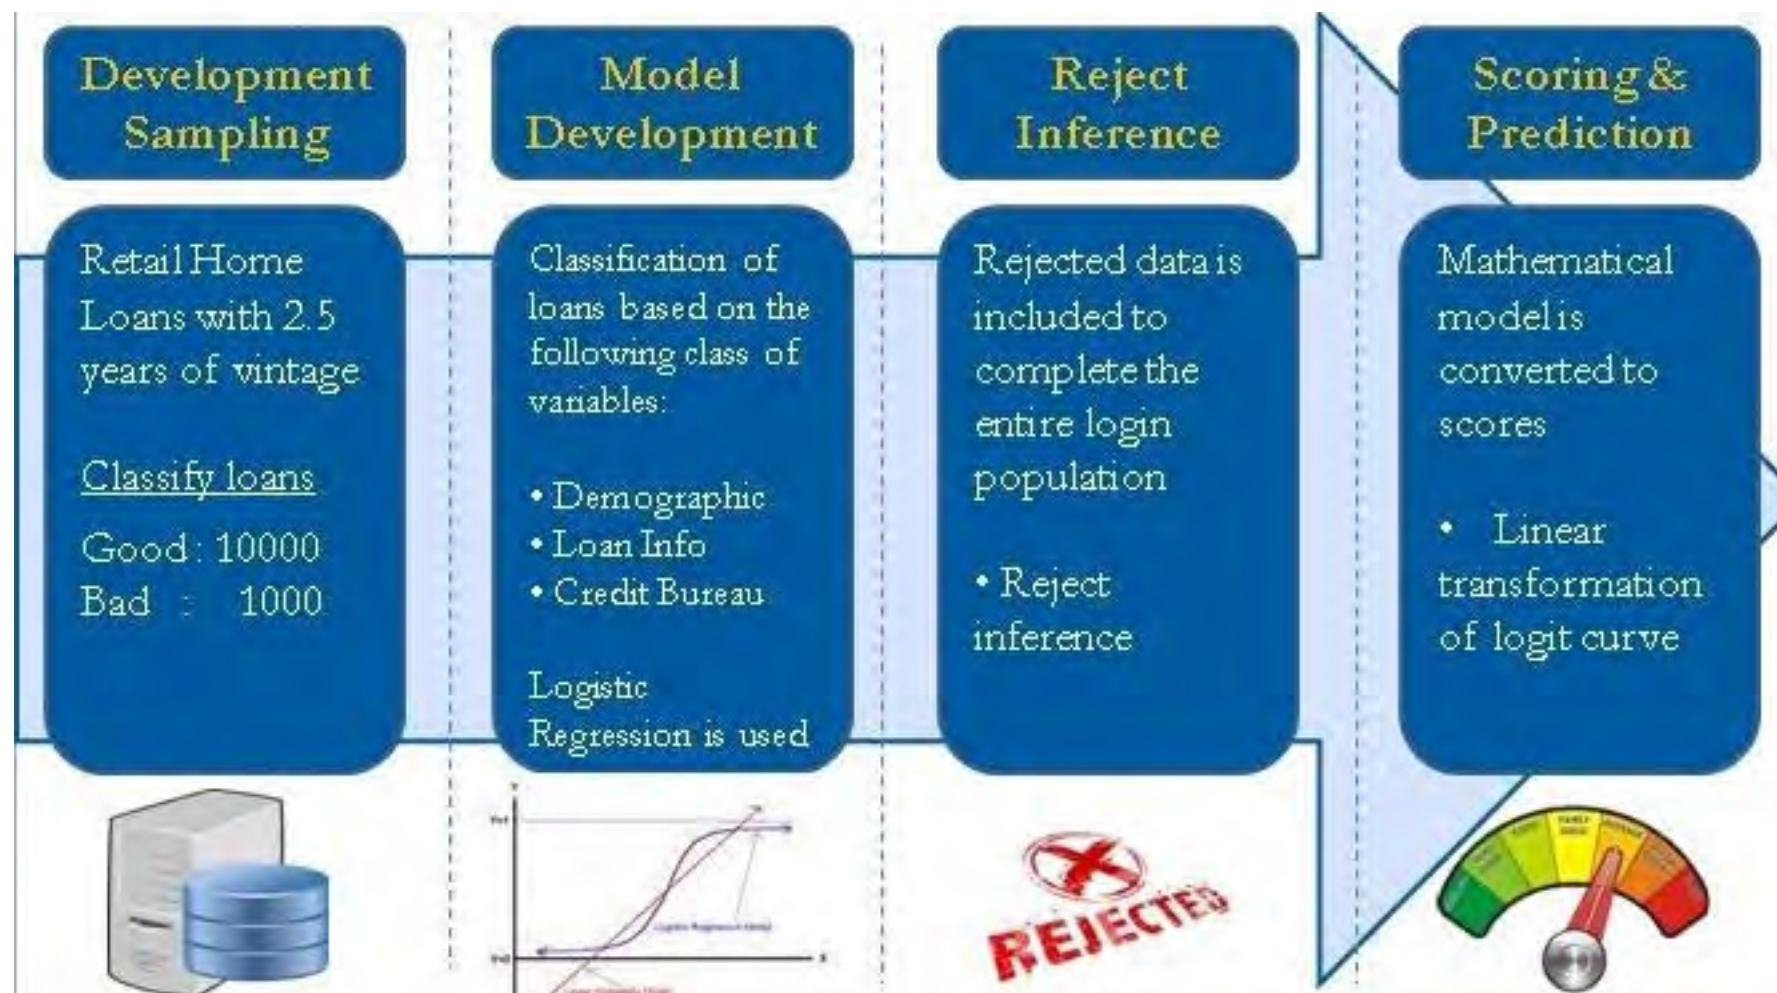 Development
Sampling
Retail Home
Loans with 2.5
years of vintage
Classify loans
Good : 10000
Bad : 1000
Model
Development
Classification of
loans based on the
following class of
variables:
• Demographic
• Loan Info
• Credit Bureau
Logistic
Regression is used
Reject
Inference
Rejected data is
included to
complete the
entire login
population
• Reject
inference
REJECTED
Scoring &
Prediction
Mathematical
model is
converted to
scores
• Linear
transformation
of logit curve